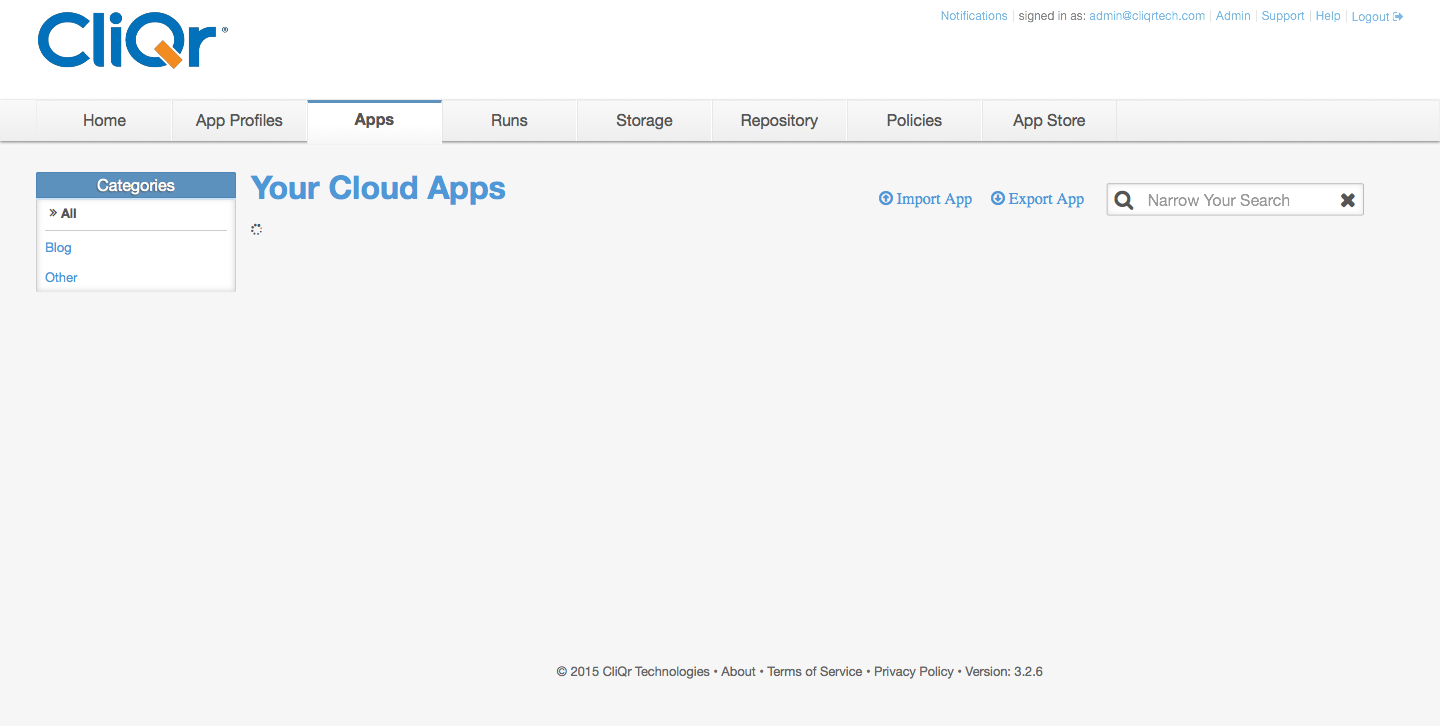 CliQr®
Notifications signed in as: admin@cliqrtech.com Admin Support Help Logout
Home App Profiles Apps Runs Storage Repository Policies App Store
Categories
» All
Blog
Other
Your Cloud Apps
Import App Export App Narrow Your Search
© 2015 CliQr Technologies • About • Terms of Service • Privacy Policy • Version: 3.2.6